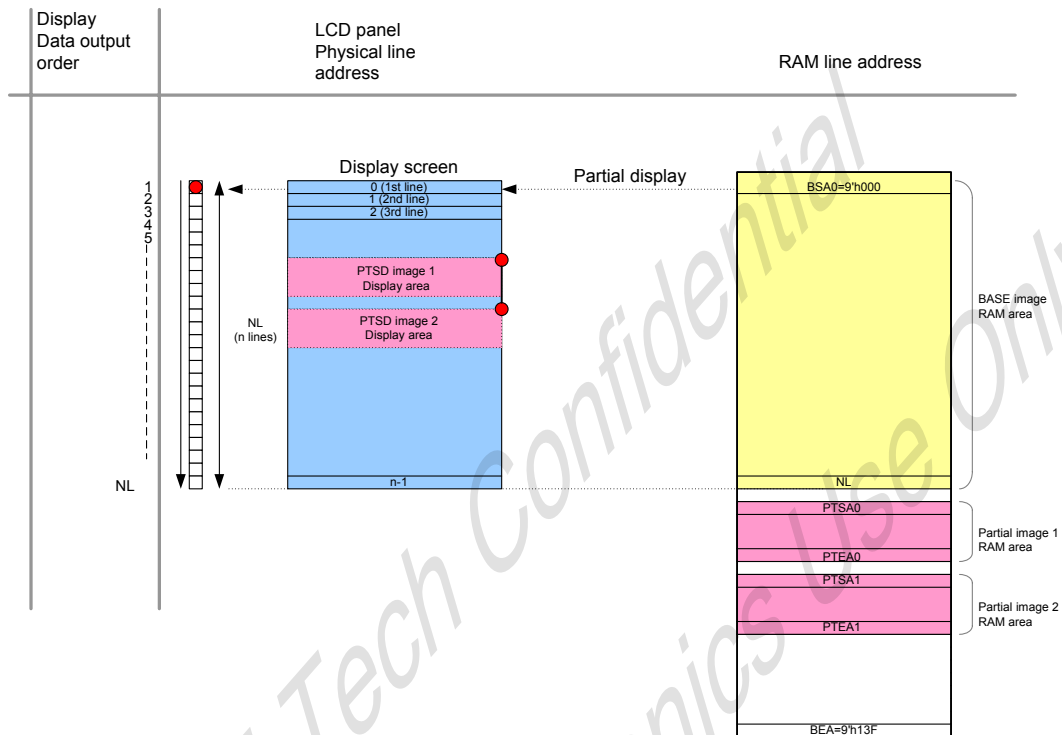 Display
Data output
order
LCD panel
Physical line
address
RAM line address
Display screen
Partial display
1
2
3
4
5
NL
NL
(n lines)
0 (1st line)
1 (2nd line)
2 (3rd line)
PTSD image 1
Display area
PTSD image 2
Display area
n-1
BSA0=9'h000
NL
BASE image
RAM area
PTSA0
PTEA0
Partial image 1
RAM area
PTSA1
PTEA1
Partial image 2
RAM area
BEA=9'h13F
Tech Confidential
nics Use Only